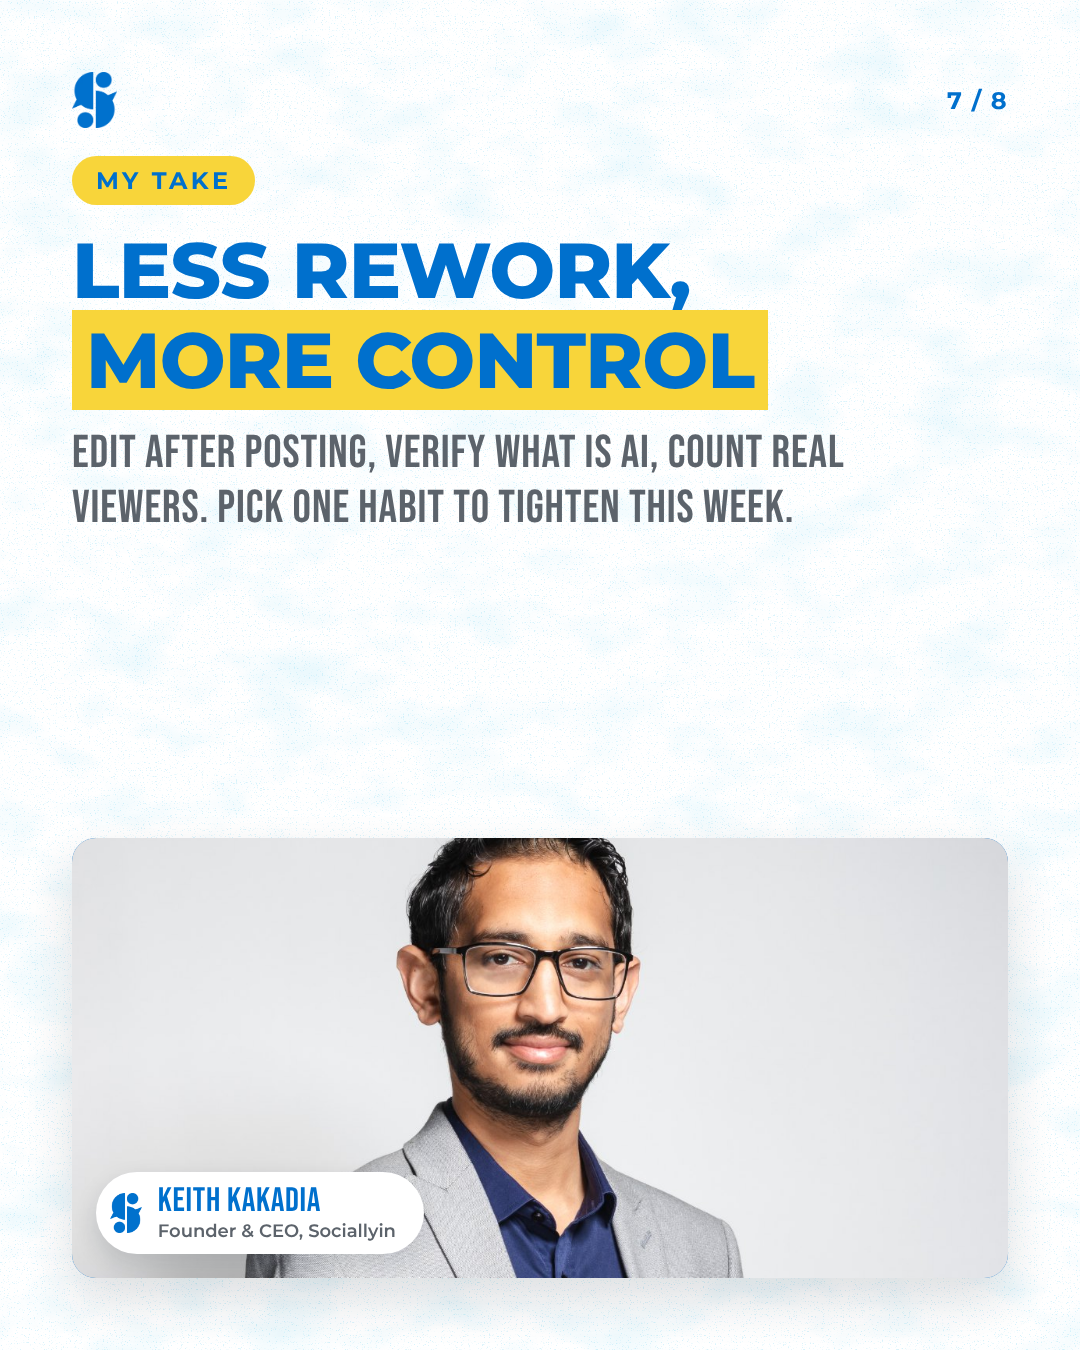 7 / 8
MY TAKE
LESS REWORK,
MORE CONTROL
EDIT AFTER POSTING, VERIFY WHAT IS AI, COUNT REAL
VIEWERS. PICK ONE HABIT TO TIGHTEN THIS WEEK.
KEITH KAKADIA
Founder & CEO, Sociallyin